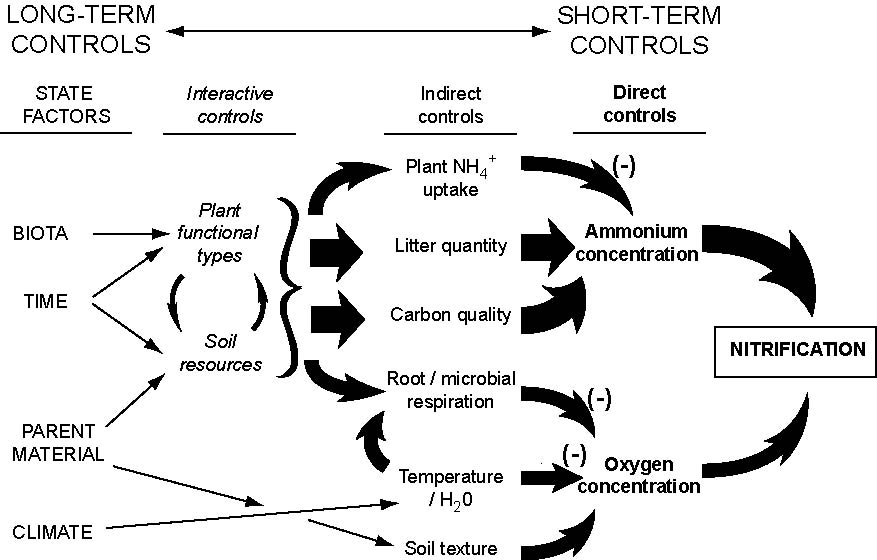 LONG-TERM
CONTROLS
SHORT-TERM
CONTROLS
STATE
FACTORS
Interactive
controls
Indirect
controls
Direct
controls
Plant NH4+
uptake
(-)
BIOTA
Plant
functional
types
Litter quantity
Ammonium
concentration
TIME
Carbon quality
Soil
resources
NITRIFICATION
Root / microbial
respiration
(-)
PARENT
MATERIAL
(-)
Temperature
/ H20
Oxygen
concentration
CLIMATE
Soil texture